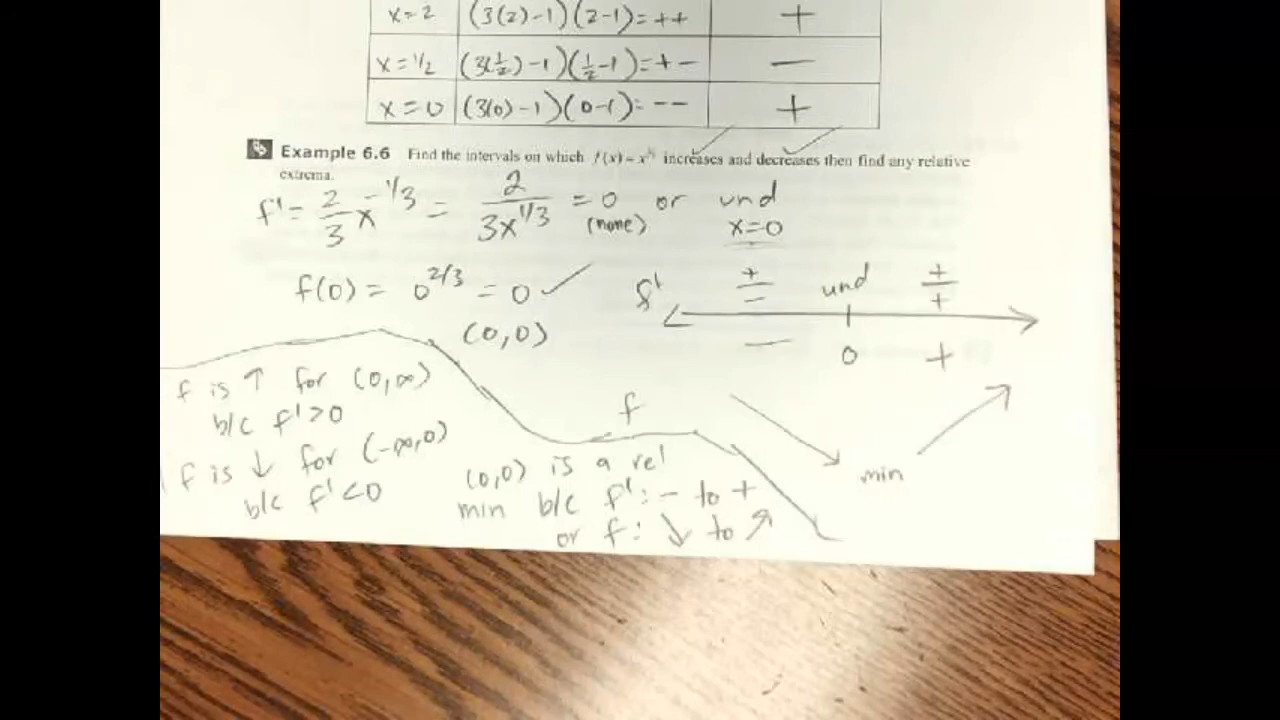 x=2 (3(2)-1)(2-1)=++ +
x=1/2 (3(1/2)-1)(1/2-1)=+- -
x=0 (3(0)-1)(0-1)=-- +
Example 6.6 Find the intervals on which f(x)=x^2/3 increases and decreases then find any relative
extrema.
f'= 2/3 x^-1/3 = 2/3x^1/3 = 0 or und
(none) x=0
f(0) = 0^2/3 = 0 ✓
(0,0)
f' +/- und +/+
- 0 +
f is ↑ for (0,∞)
b/c f'>0
f is ↓ for (-∞,0)
b/c f'<0
f
min
(0,0) is a rel
min b/c f': - to +
or f: ↘ to ↗